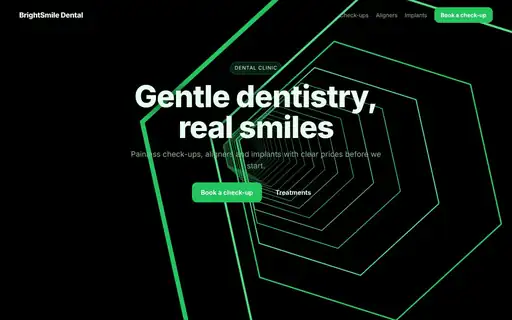 BrightSmile Dental
Check-ups Aligners Implants Book a check-up
DENTAL CLINIC
Gentle dentistry,
real smiles
Painless check-ups, aligners and implants with clear prices before we
start.
Book a check-up Treatments